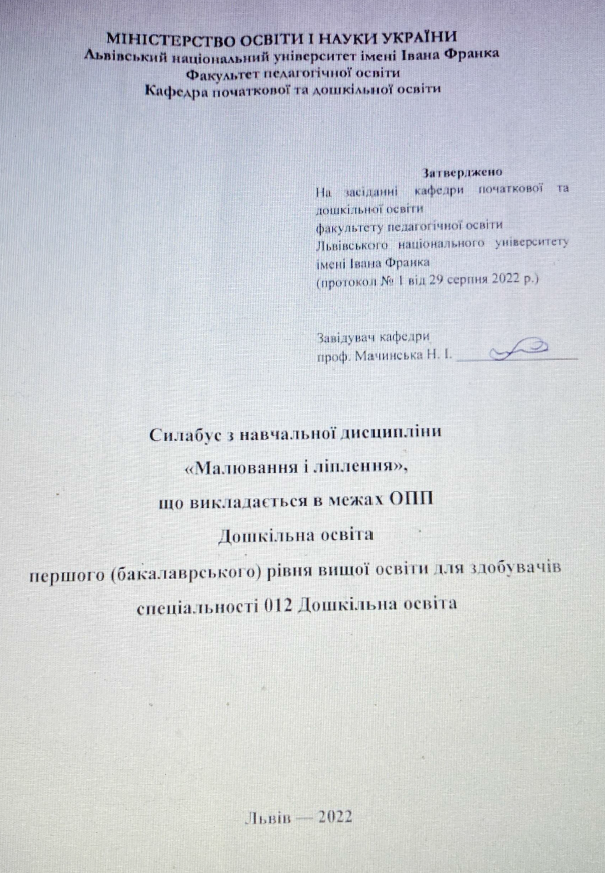 МІНІСТЕРСТВО ОСВІТИ І НАУКИ УКРАЇНИ
Львівський національний університет імені Івана Франка
Факультет педагогічної освіти
Кафедра початкової та дошкільної освіти
Затверджено
На засіданні кафедри початкової та
дошкільної освіти
факультету педагогічної освіти
Львівського національного університету
імені Івана Франка
(протокол № 1 від 29 серпня 2022 р.)
Завідувач кафедри
проф. Мачинська Н. І.
Силабус з навчальної дисципліни
«Малювання і ліплення»,
що викладається в межах ОПП
Дошкільна освіта
першого (бакалаврського) рівня вищої освіти для здобувачів
спеціальності 012 Дошкільна освіта
Львів — 2022